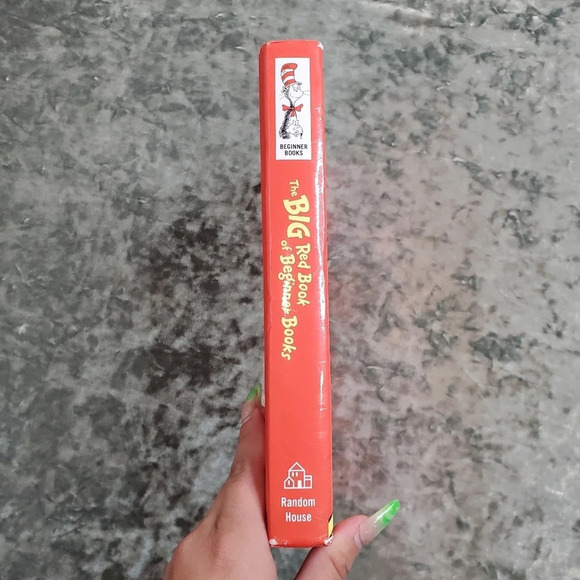 BEGINNER
BOOKS
The BIG Red Book
of Beginner Books
Random
House